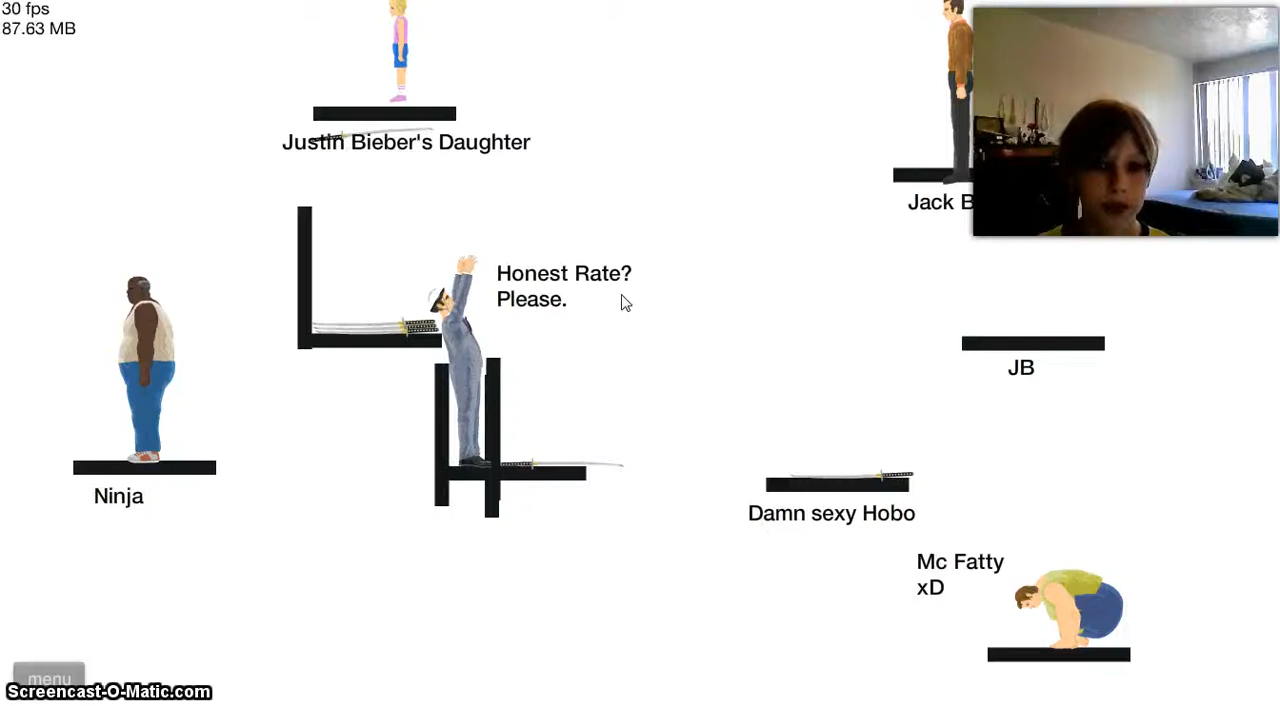 30 fps
87.63 MB
Justin Bieber's Daughter
Jack B
Honest Rate?
Please.
JB
Ninja
Damn sexy Hobo
Mc Fatty
xD
menu
Screencast-O-Matic.com